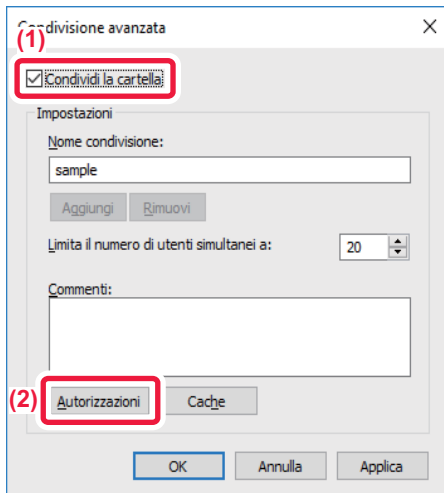 Condivisione avanzata
(1)
Condividi la cartella
Impostazioni
Nome condivisione:
sample
Aggiungi Rimuovi
Limita il numero di utenti simultanei a: 20
Commenti:
(2) Autorizzazioni Cache
OK Annulla Applica